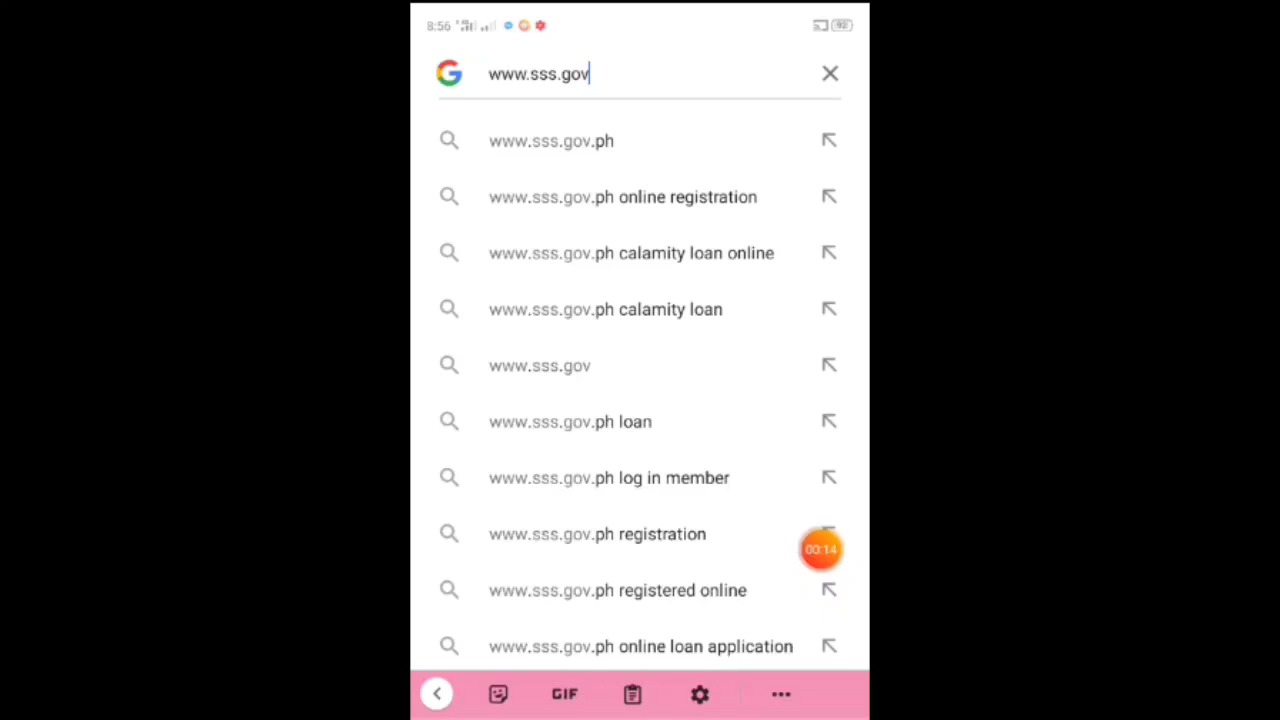 8:56
92
www.sss.gov
www.sss.gov.ph
www.sss.gov.ph online registration
www.sss.gov.ph calamity loan online
www.sss.gov.ph calamity loan
www.sss.gov
www.sss.gov.ph loan
www.sss.gov.ph log in member
www.sss.gov.ph registration
00:14
www.sss.gov.ph registered online
www.sss.gov.ph online loan application
GIF